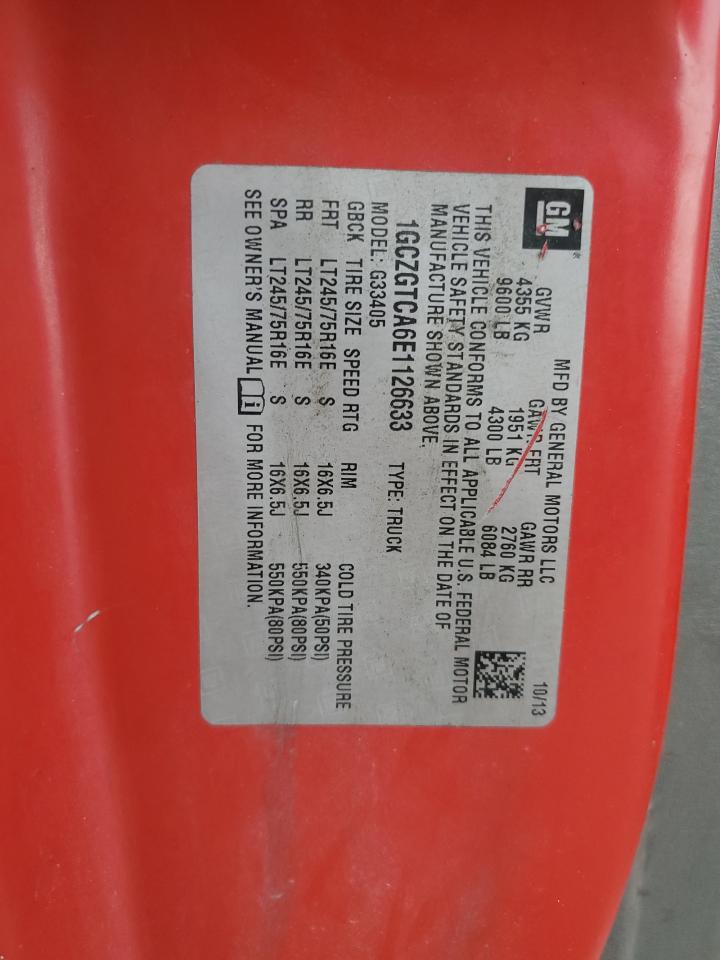 GM®
MFD BY GENERAL MOTORS LLC 10/13
GVWR GAWR FRT GAWR RR
4355 KG 1951 KG 2760 KG
9600 LB 4300 LB 6084 LB
THIS VEHICLE CONFORMS TO ALL APPLICABLE U.S. FEDERAL MOTOR
VEHICLE SAFETY STANDARDS IN EFFECT ON THE DATE OF
MANUFACTURE SHOWN ABOVE.
1GCZGTCA6E1126633 TYPE: TRUCK
MODEL: G33405
GBCK TIRE SIZE SPEED RTG RIM COLD TIRE PRESSURE
FRT LT245/75R16E S 16X6.5J 340KPA(50PSI)
RR LT245/75R16E S 16X6.5J 550KPA(80PSI)
SPA LT245/75R16E S 16X6.5J 550KPA(80PSI)
SEE OWNER'S MANUAL i FOR MORE INFORMATION.